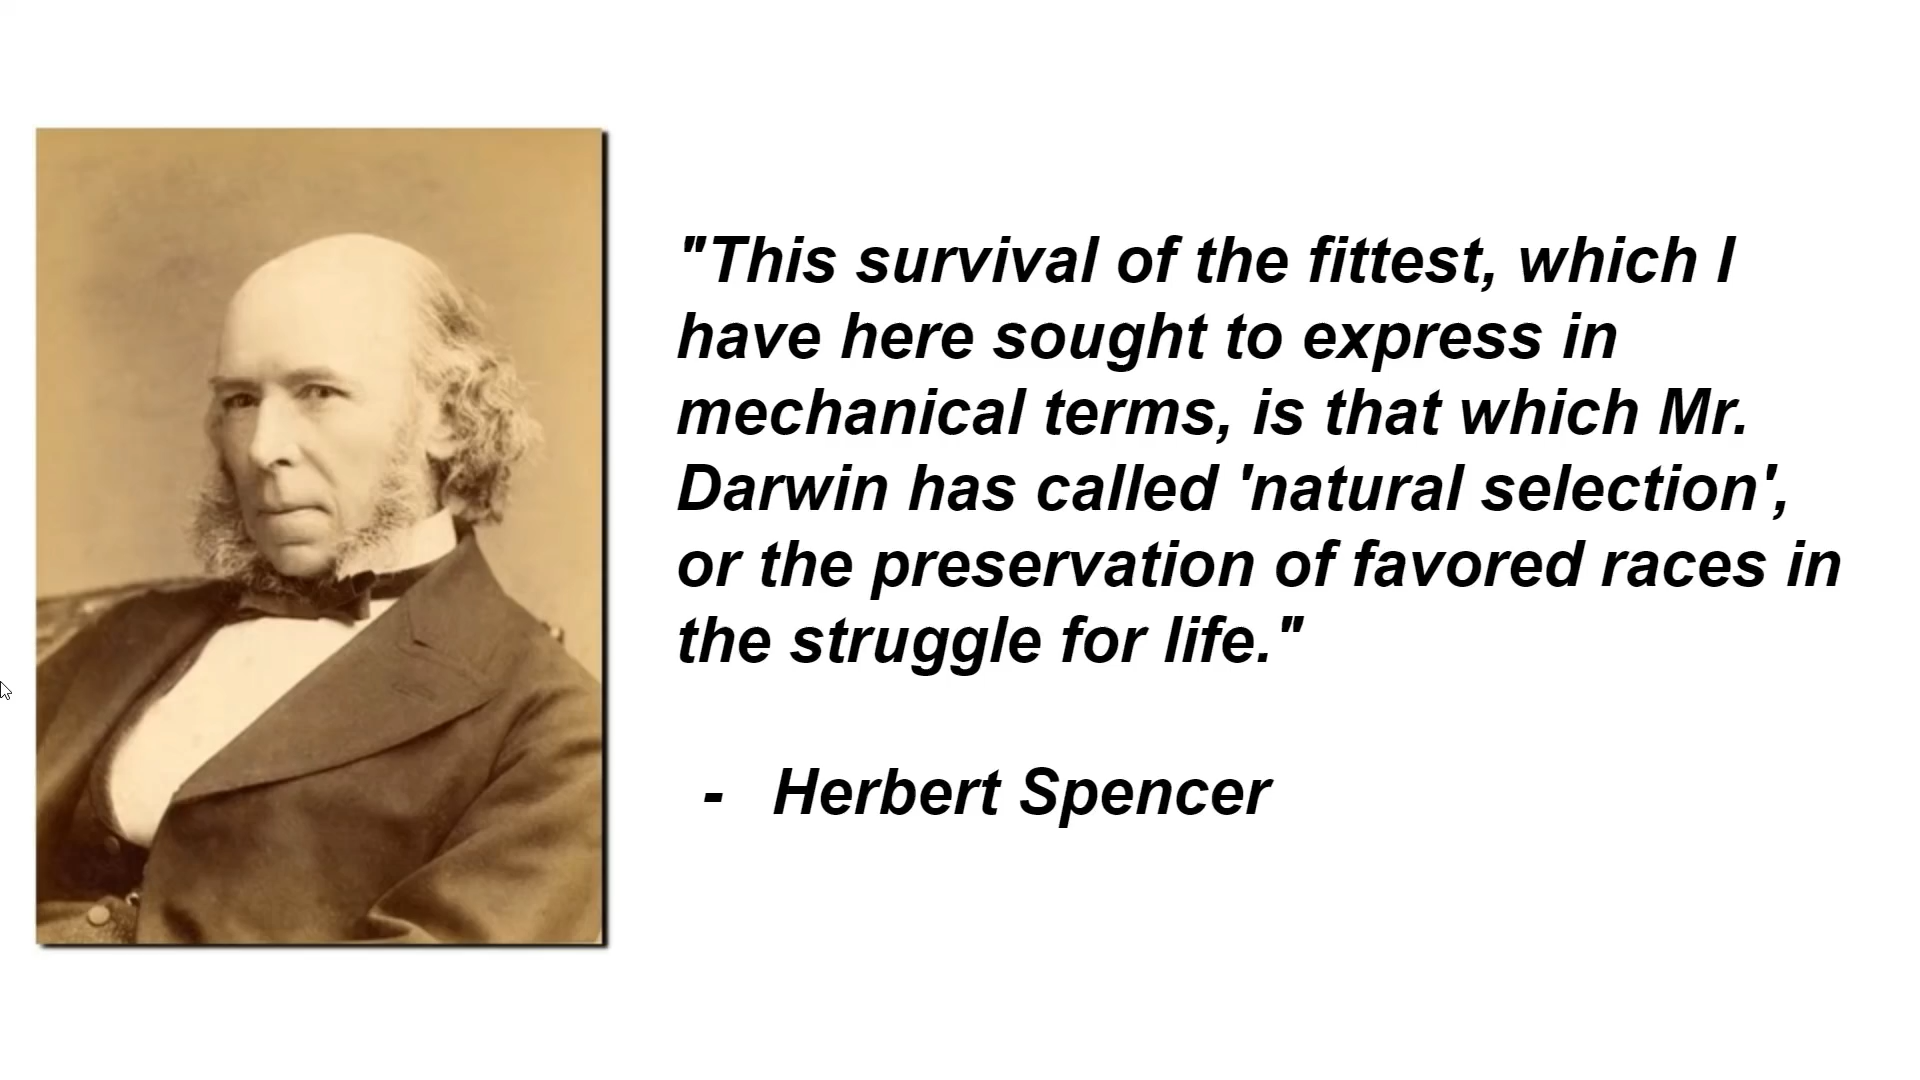 "This survival of the fittest, which I
have here sought to express in
mechanical terms, is that which Mr.
Darwin has called 'natural selection',
or the preservation of favored races in
the struggle for life."
- Herbert Spencer